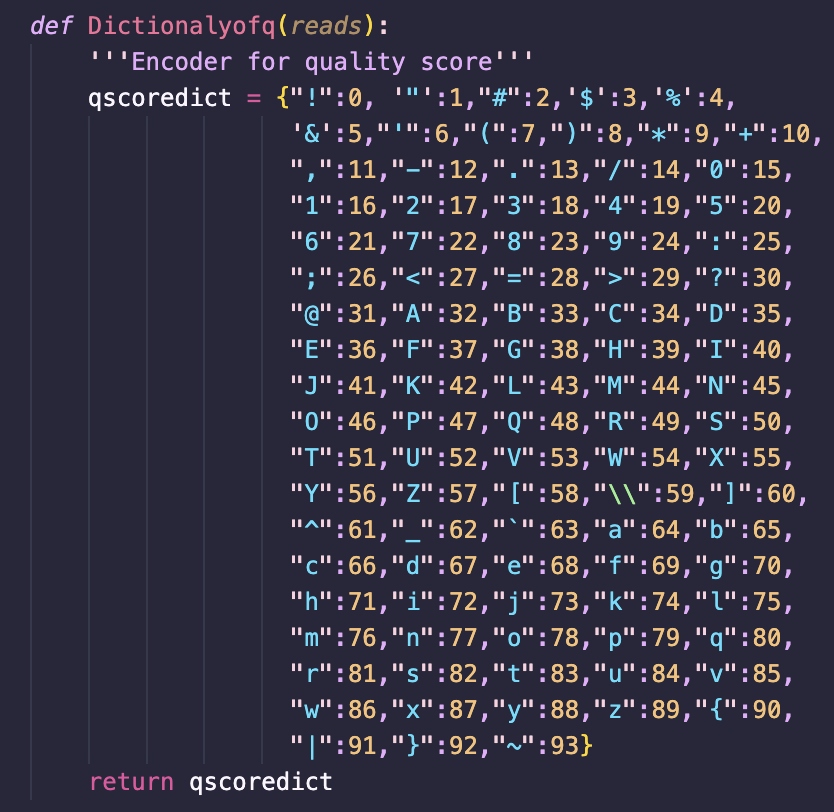 def Dictionalyofq(reads):
    '''Encoder for quality score'''
    qscoredict = {"!":0, '"':1,"#":2,'$':3,'%':4,
                  '&':5,"'":6,"(":7,")":8,"*":9,"+":10,
                  ",":11,"-":12,".":13,"/":14,"0":15,
                  "1":16,"2":17,"3":18,"4":19,"5":20,
                  "6":21,"7":22,"8":23,"9":24,":":25,
                  ";":26,"<":27,"=":28,">":29,"?":30,
                  "@":31,"A":32,"B":33,"C":34,"D":35,
                  "E":36,"F":37,"G":38,"H":39,"I":40,
                  "J":41,"K":42,"L":43,"M":44,"N":45,
                  "O":46,"P":47,"Q":48,"R":49,"S":50,
                  "T":51,"U":52,"V":53,"W":54,"X":55,
                  "Y":56,"Z":57,"[":58,"\\":59,"]":60,
                  "^":61,"_":62,"`":63,"a":64,"b":65,
                  "c":66,"d":67,"e":68,"f":69,"g":70,
                  "h":71,"i":72,"j":73,"k":74,"l":75,
                  "m":76,"n":77,"o":78,"p":79,"q":80,
                  "r":81,"s":82,"t":83,"u":84,"v":85,
                  "w":86,"x":87,"y":88,"z":89,"{":90,
                  "|":91,"}":92,"~":93}
    return qscoredict